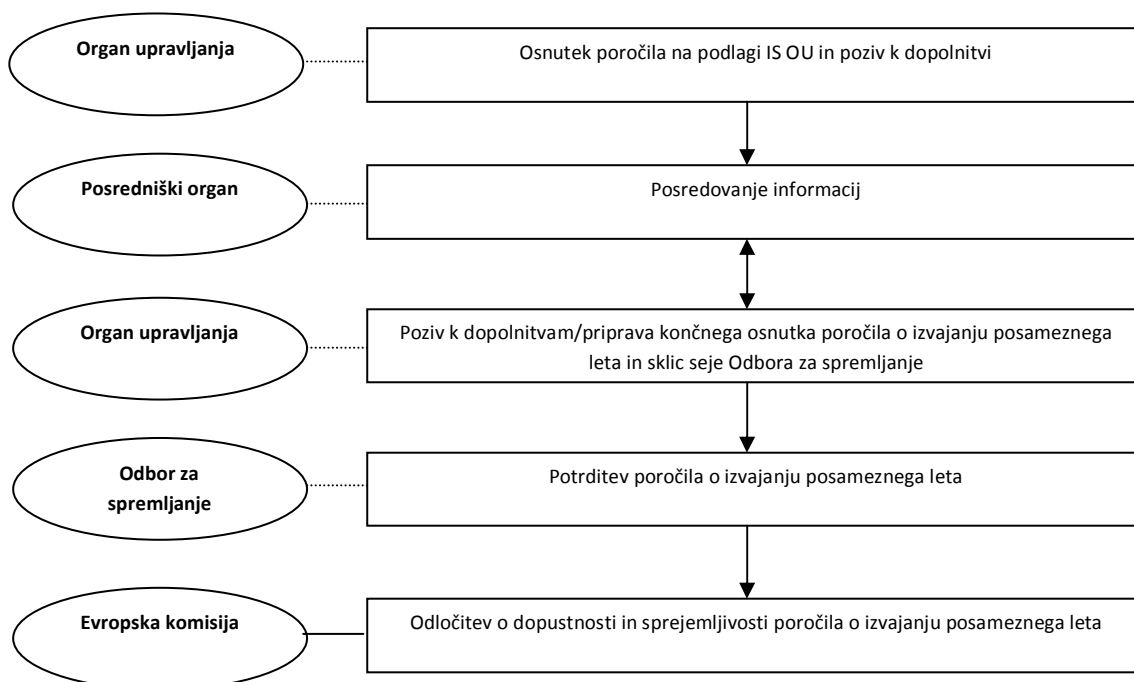 Organ upravljanja
Osnutek poročila na podlagi IS OU in poziv k dopolnitvi
Posredniški organ
Posredovanje informacij
Organ upravljanja
Poziv k dopolnitvam/priprava končnega osnutka poročila o izvajanju posameznega
leta in sklic seje Odbora za spremljanje
Odbor za
spremljanje
Potrditev poročila o izvajanju posameznega leta
Evropska komisija
Odločitev o dopustnosti in sprejemljivosti poročila o izvajanju posameznega leta